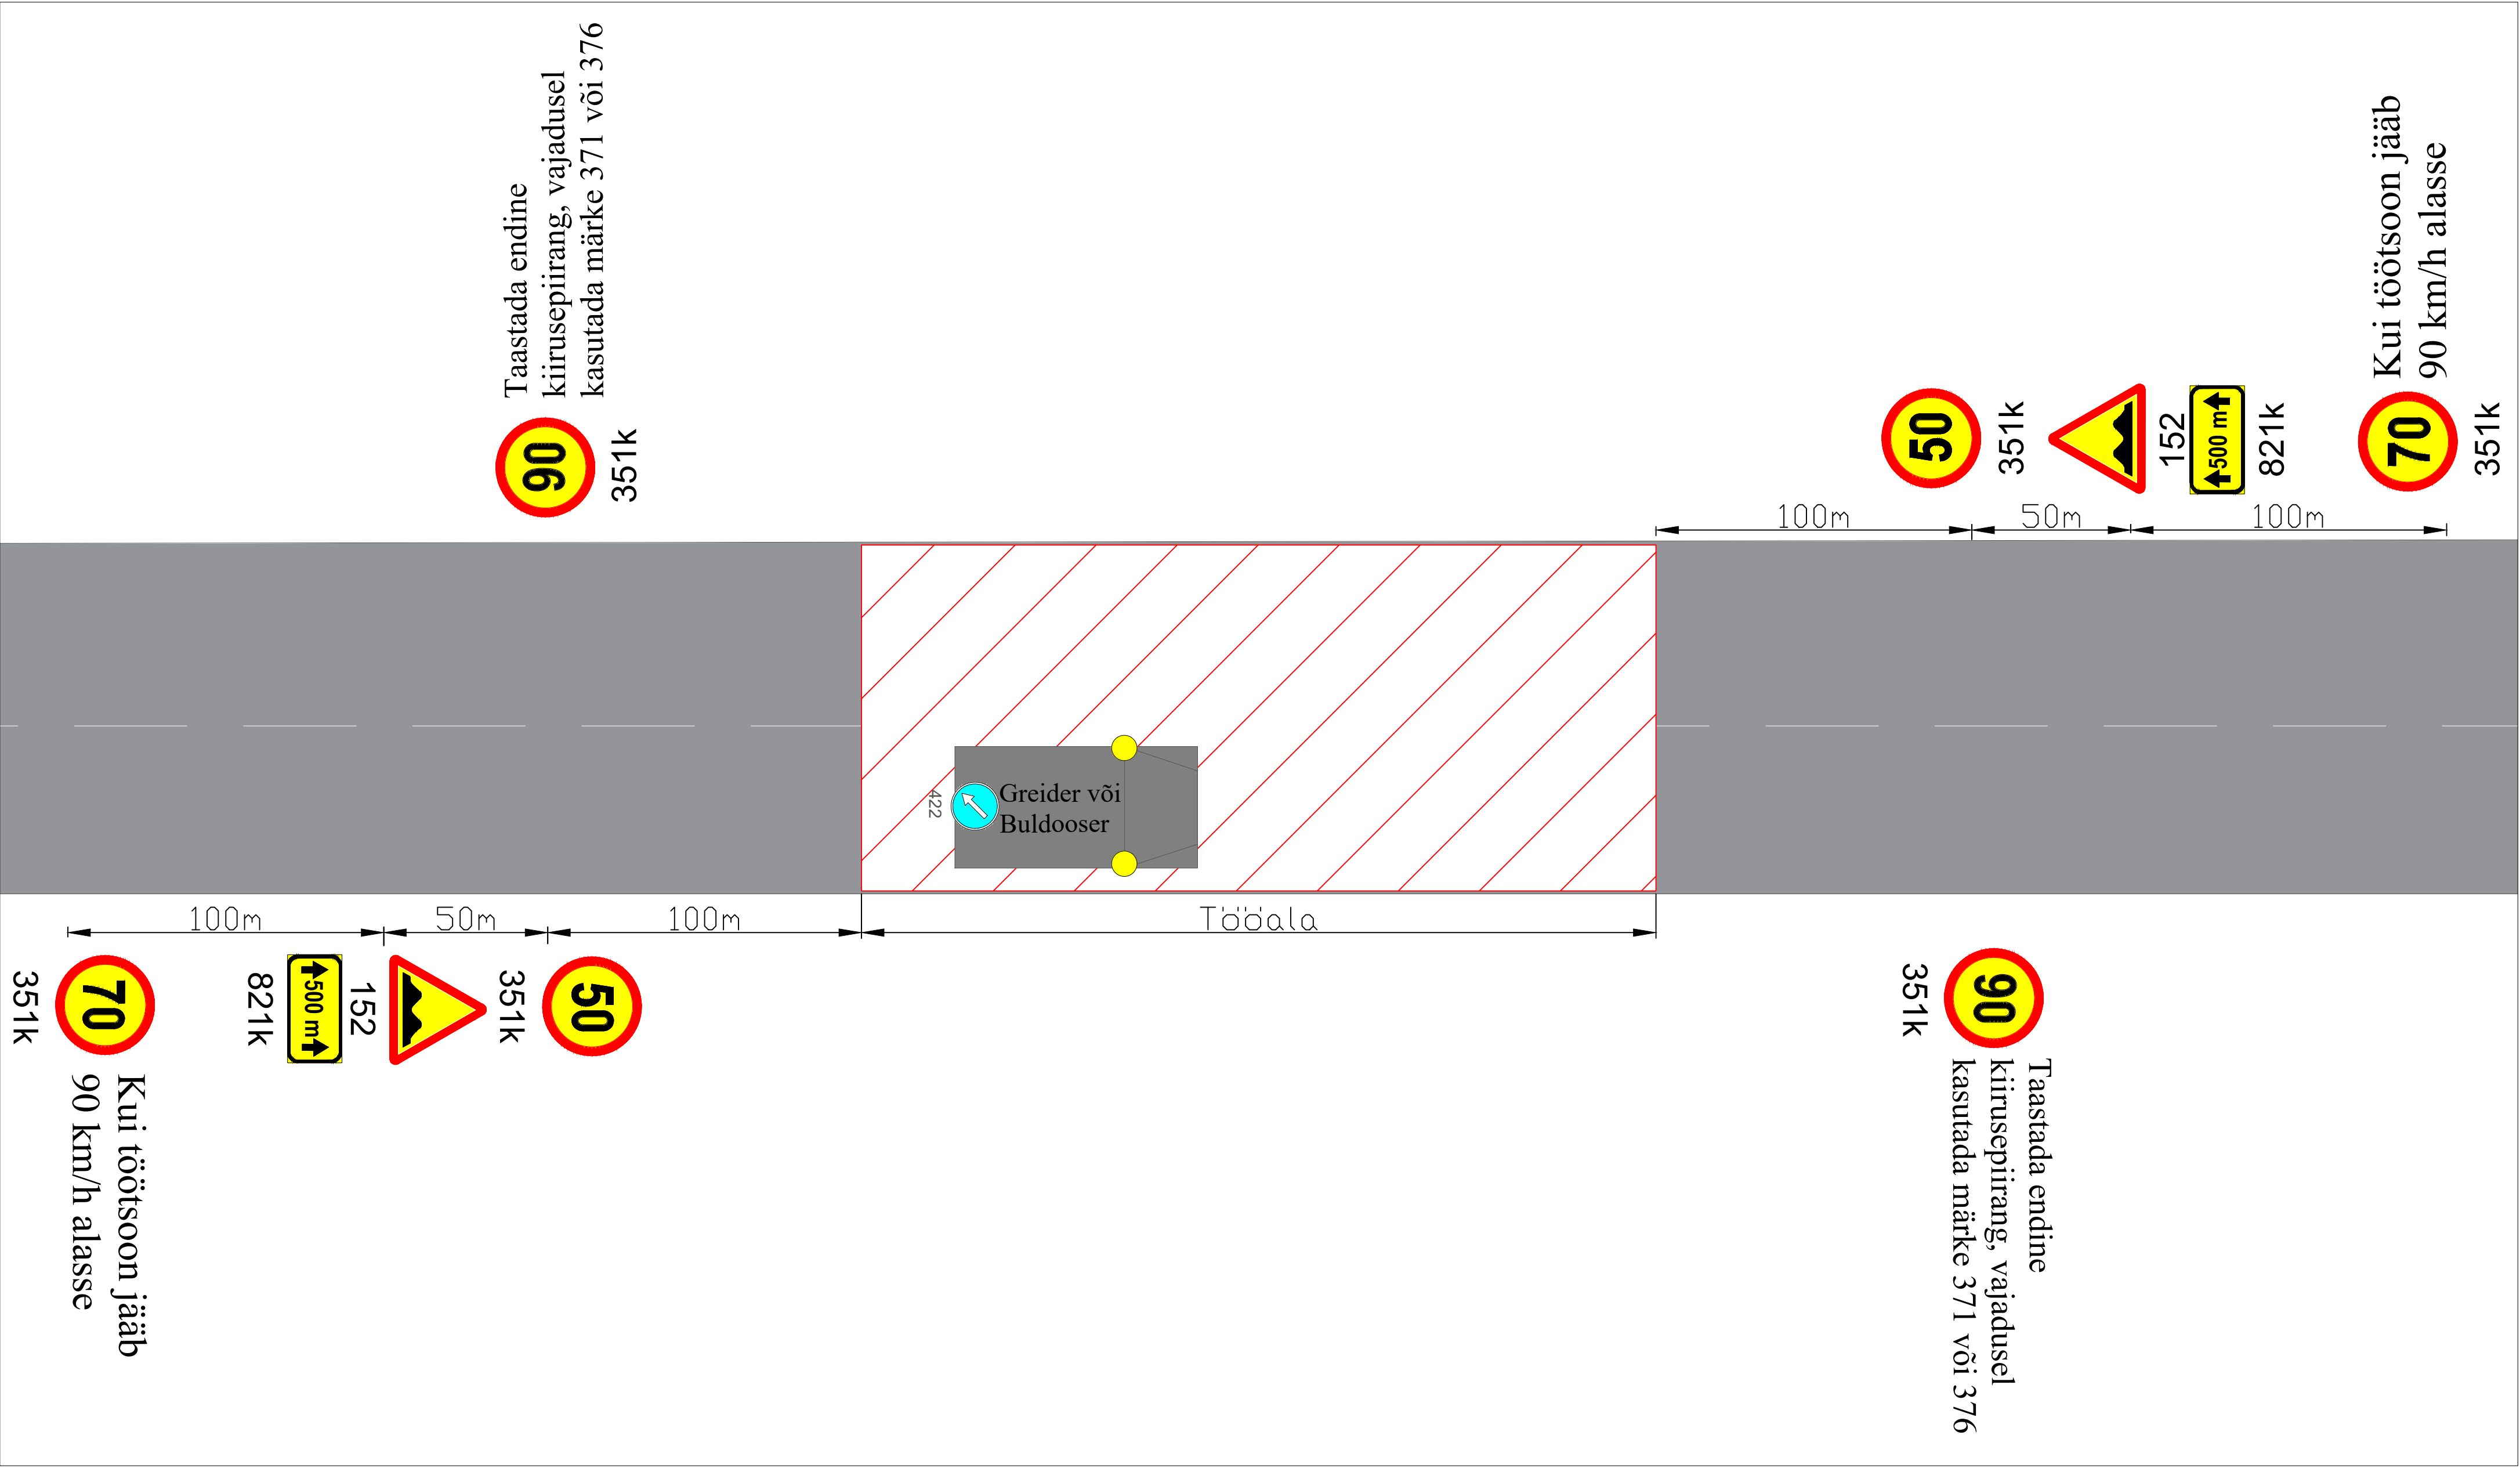 Taastada endine
kiirusepiirang, vajadusel
kasutada märke 371 või 376
90
351k
50
351k
152
500 m
821k
Kui töötsoon jääb
90 km/h alasse
70
351k
100m
50m
100m
422
Greider või
Buldooser
100m
50m
100m
Tööala
351k
70
Kui töötsoon jääb
90 km/h alasse
821k
500 m
152
351k
50
351k
90
Taastada endine
kiirusepiirang, vajadusel
kasutada märke 371 või 376